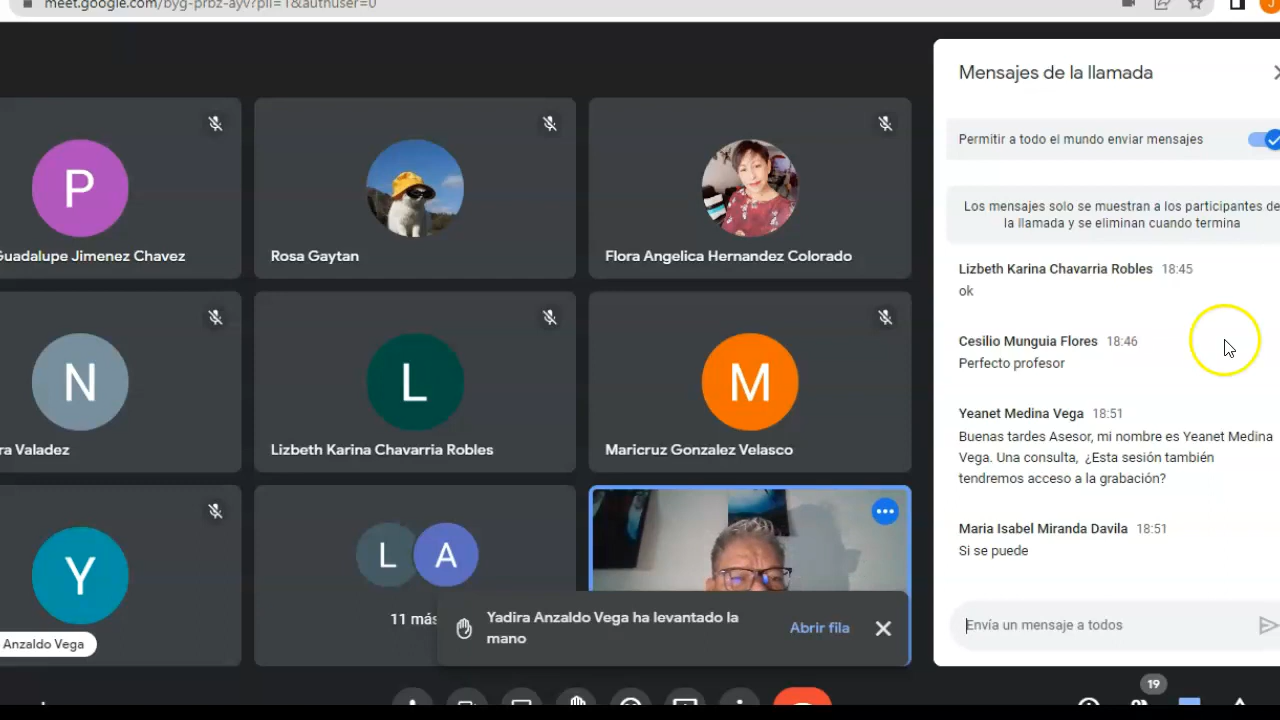 meet.google.com/byg-prbz-ayv?pli=1&authuser=0
J
Mensajes de la llamada
Permitir a todo el mundo enviar mensajes
Los mensajes solo se muestran a los participantes de
la llamada y se eliminan cuando termina
Lizbeth Karina Chavarria Robles 18:45
ok
Cesilio Munguia Flores 18:46
Perfecto profesor
Yeanet Medina Vega 18:51
Buenas tardes Asesor, mi nombre es Yeanet Medina
Vega. Una consulta, ¿Esta sesión también
tendremos acceso a la grabación?
Maria Isabel Miranda Davila 18:51
Si se puede
Envía un mensaje a todos
P
Guadalupe Jimenez Chavez
Rosa Gaytan
Flora Angelica Hernandez Colorado
N
ra Valadez
L
Lizbeth Karina Chavarria Robles
M
Maricruz Gonzalez Velasco
Y
Anzaldo Vega
L A
11 más
Yadira Anzaldo Vega ha levantado la
mano
Abrir fila
19